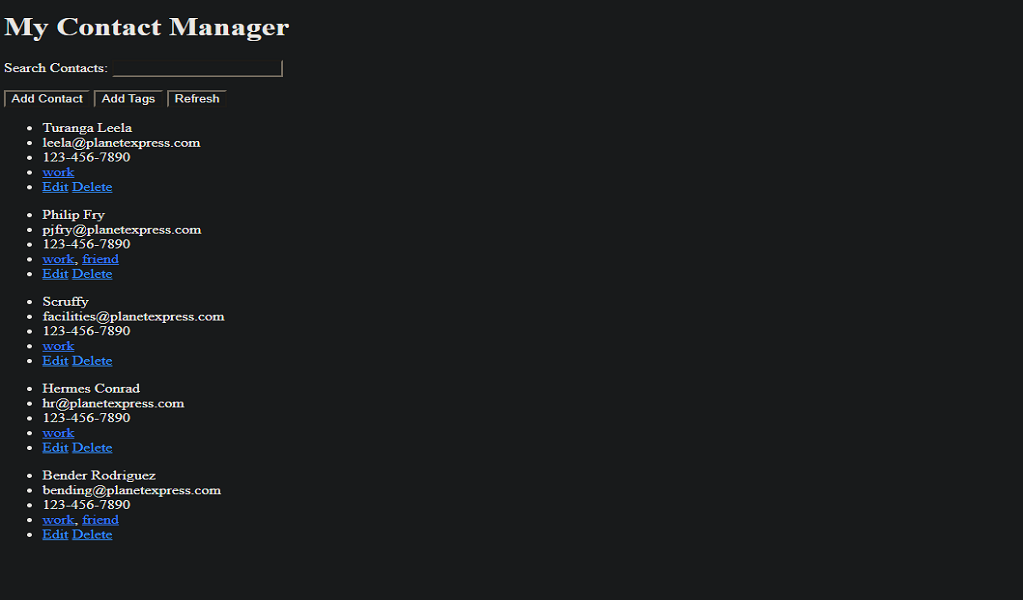 My Contact Manager
Search Contacts:
Add Contact Add Tags Refresh
Turanga Leela
leela@planetexpress.com
123-456-7890
work
Edit Delete
Philip Fry
pjfry@planetexpress.com
123-456-7890
work, friend
Edit Delete
Scruffy
facilities@planetexpress.com
123-456-7890
work
Edit Delete
Hermes Conrad
hr@planetexpress.com
123-456-7890
work
Edit Delete
Bender Rodriguez
bending@planetexpress.com
123-456-7890
work, friend
Edit Delete